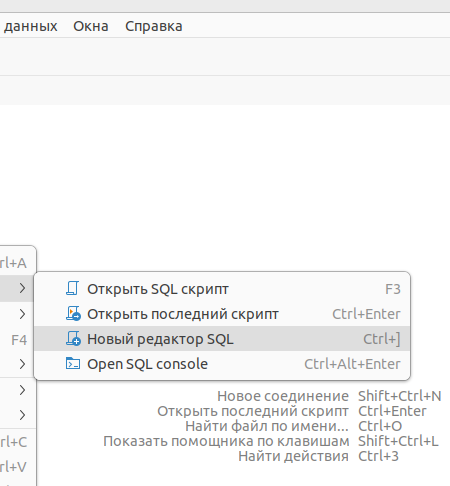 данных Окна Справка
rl+A
Открыть SQL скрипт F3
Открыть последний скрипт Ctrl+Enter
F4 Новый редактор SQL Ctrl+]
Open SQL console Ctrl+Alt+Enter
Новое соединение Shift+Ctrl+N
Открыть последний скрипт Ctrl+Enter
Найти файл по имени... Ctrl+O
rl+C Показать помощника по клавишам Shift+Ctrl+L
Найти действия Ctrl+3
rl+V